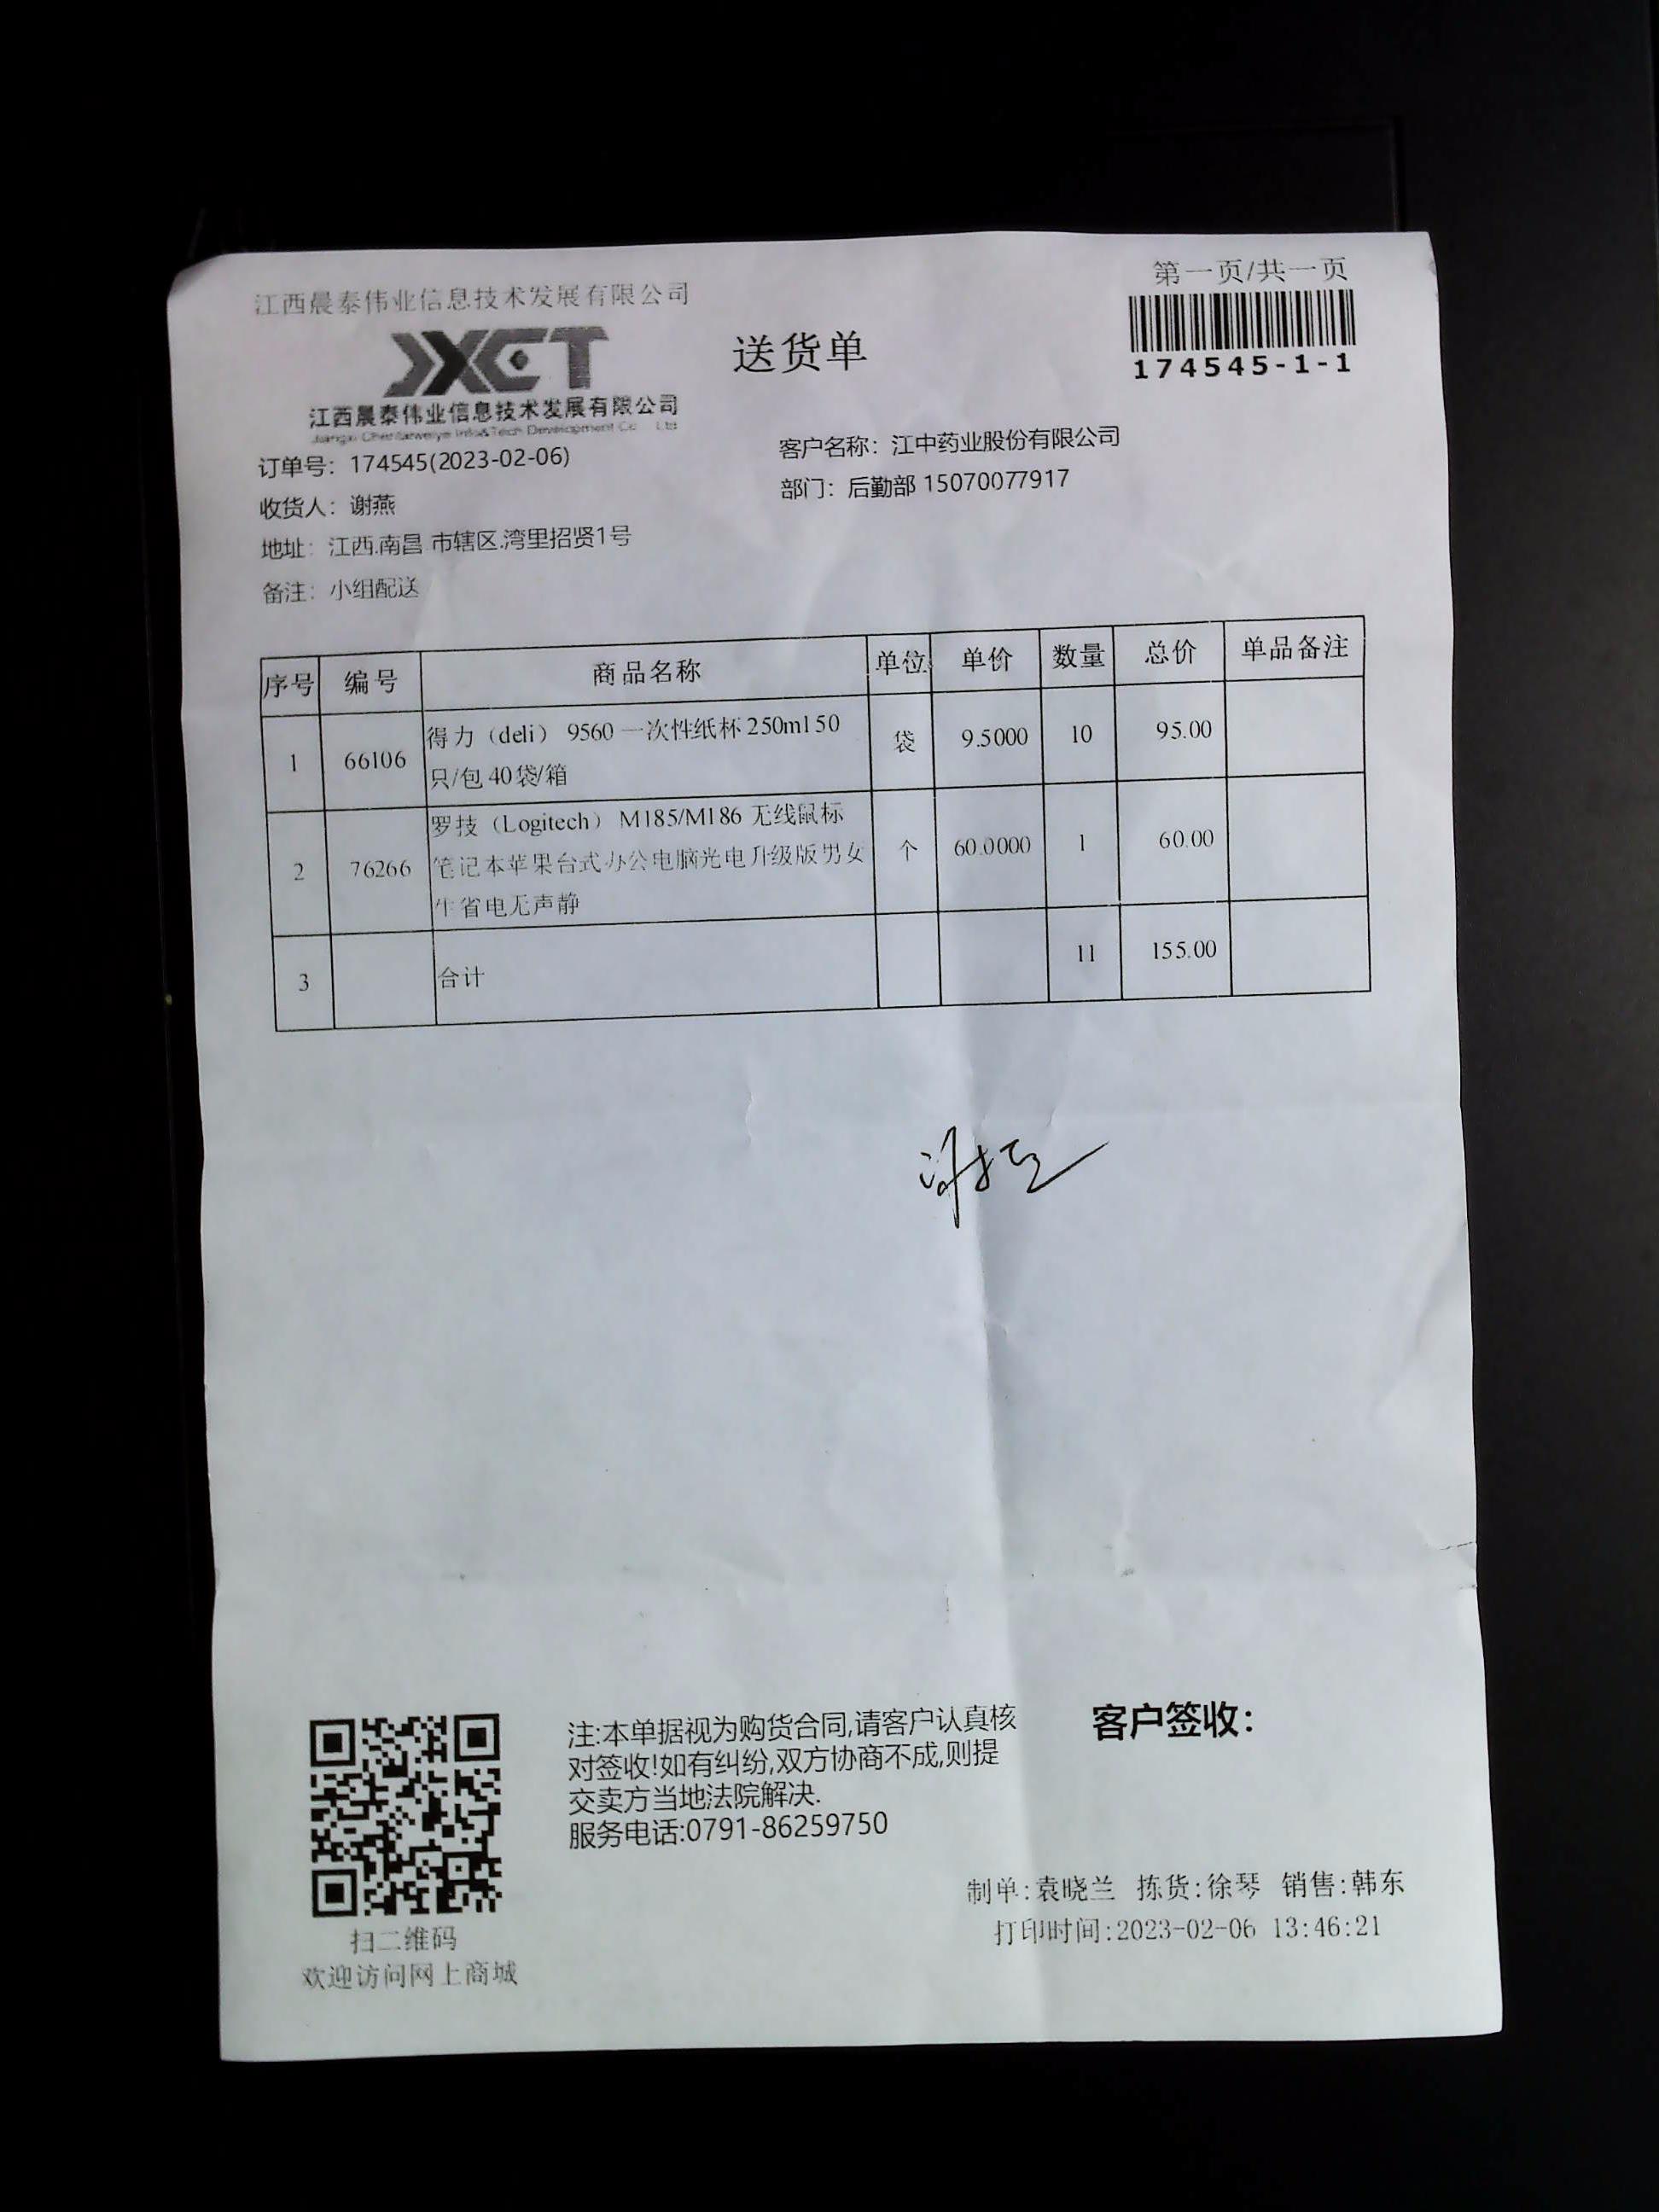 第一页/共一页
江西晨泰伟业信息技术发展有限公司
送货单
174545-1-1
JXCT
江西晨泰伟业信息技术发展有限公司
订单号：174545(2023-02-06)
客户名称：江中药业股份有限公司
收货人：谢燕
部门：后勤部 15070077917
地址：江西.南昌.市辖区.湾里招贤1号
备注：小组配送
序号 编号 商品名称 单位 单价 数量 总价 单品备注
1 66106 得力（deli） 9560 一次性纸杯 250ml 50 袋 9.5000 10 95.00
只/包 40袋/箱
罗技（Logitech） M185/M186 无线鼠标
2 76266 笔记本苹果台式办公电脑光电升级版男女 个 60.0000 1 60.00
生省电无声静
3 合计 11 155.00
注:本单据视为购货合同,请客户认真核
对签收!如有纠纷,双方协商不成,则提
交卖方当地法院解决.
服务电话:0791-86259750
客户签收：
扫二维码
欢迎访问网上商城
制单:袁晓兰 拣货:徐琴 销售:韩东
打印时间:2023-02-06 13:46:21